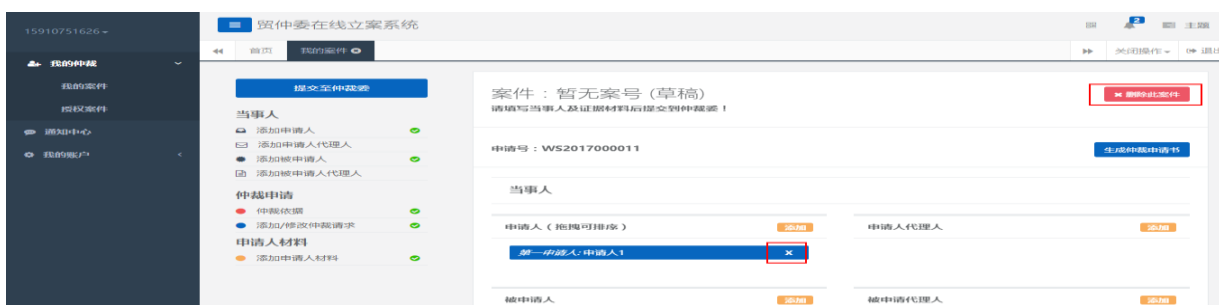 15910751626
贸仲委在线立案系统
2
主题
首页
我的案件
关闭操作
退出
我的仲裁
我的案件
授权案件
通知中心
我的账户
提交至仲裁委
当事人
添加申请人
添加申请人代理人
添加被申请人
添加被申请人代理人
仲裁申请
仲裁依据
添加/修改仲裁请求
申请人材料
添加申请人材料
案件：暂无案号 (草稿)
删除此案件
请填写当事人及证据材料后提交到仲裁委！
申请号：WS2017000011
生成仲裁申请书
当事人
申请人（拖拽可排序）
添加
申请人代理人
添加
第一申请人:申请人1
被申请人
添加
被申请代理人
添加